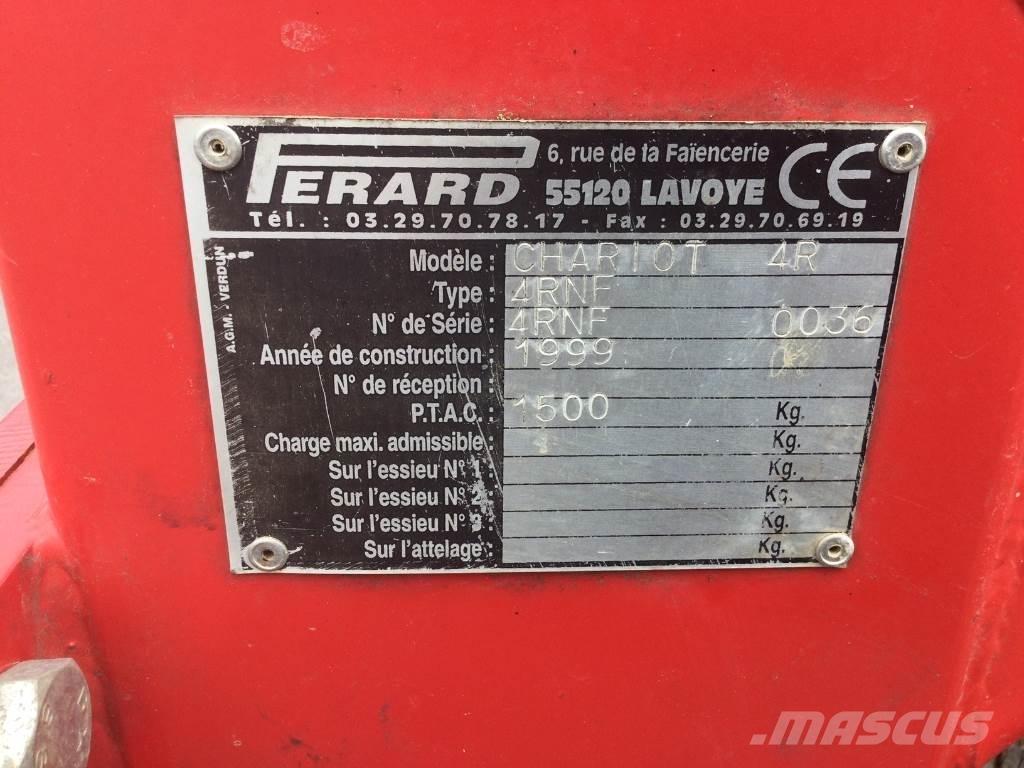 PERARD
6, rue de la Faïencerie
55120 LAVOYE
CE
Tél. : 03.29.70.78.17 - Fax : 03.29.70.69.19
A.G.M. - VERDUN
Modèle : CHARIOT 4R
Type : 4RNF
N° de Série : 4RNF 0036
Année de construction : 1999
N° de réception :
P.T.A.C. : 1500 Kg.
Charge maxi. admissible : Kg.
Sur l'essieu N° 1 : Kg.
Sur l'essieu N° 2 : Kg.
Sur l'essieu N° 3 : Kg.
Sur l'attelage : Kg.
MASCUS